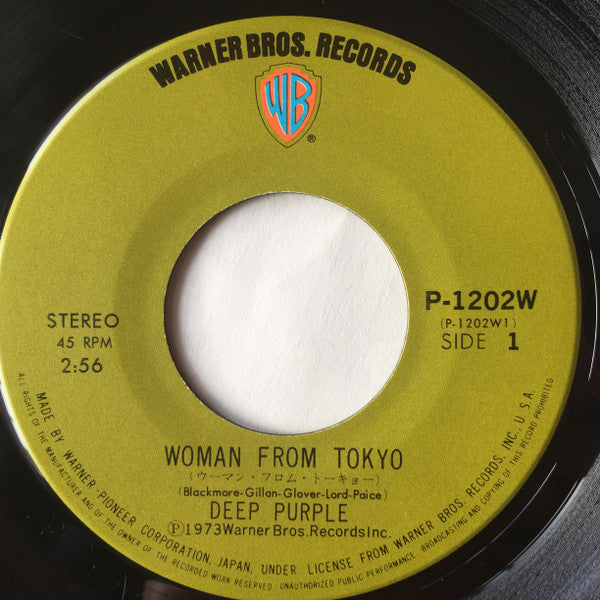 WARNER BROS. RECORDS
WB
®
P-1202W
(P-1202W1)
SIDE 1
STEREO
45 RPM
2:56
WOMAN FROM TOKYO
(ウーマン・フロム・トーキョー)
(Blackmore-Gillan-Glover-Lord-Paice)
DEEP PURPLE
Ⓟ1973Warner Bros.RecordsInc.
MADE BY WARNER-PIONEER CORPORATION JAPAN, UNDER LICENSE FROM WARNER BROS. RECORDS, INC., U.S.A.
ALL RIGHTS OF THE MANUFACTURER AND OF THE OWNER OF THE RECORDED WORK RESERVED UNAUTHORIZED PUBLIC PERFORMANCE, BROADCASTING AND COPYING OF THIS RECORD PROHIBITED